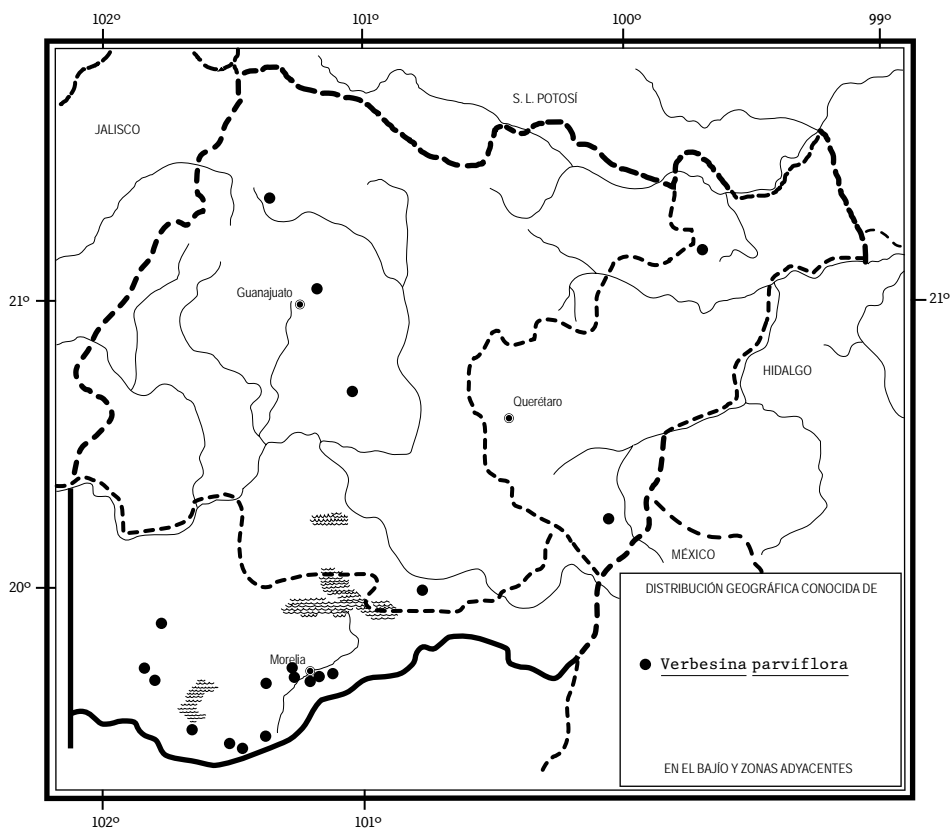 102º 101º 100º 99º
S. L. POTOSÍ
JALISCO
Guanajuato
21º 21º
HIDALGO
Querétaro
MÉXICO
20º
DISTRIBUCIÓN GEOGRÁFICA CONOCIDA DE
Morelia
Verbesina parviflora
EN EL BAJÍO Y ZONAS ADYACENTES
102º 101º